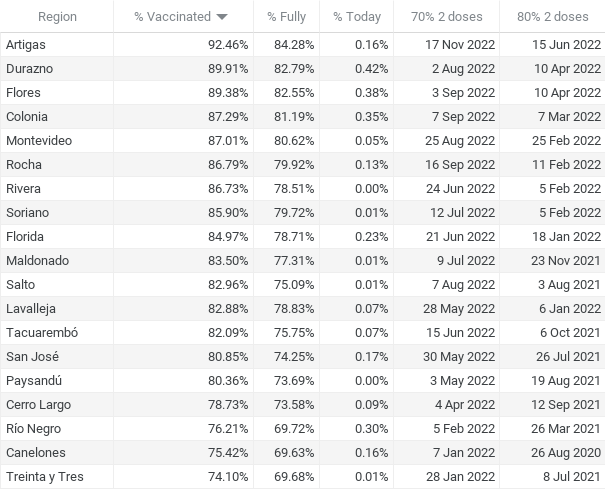 Region % Vaccinated % Fully % Today 70% 2 doses 80% 2 doses
Artigas 92.46% 84.28% 0.16% 17 Nov 2022 15 Jun 2022
Durazno 89.91% 82.79% 0.42% 2 Aug 2022 10 Apr 2022
Flores 89.38% 82.55% 0.38% 3 Sep 2022 10 Apr 2022
Colonia 87.29% 81.19% 0.35% 7 Sep 2022 7 Mar 2022
Montevideo 87.01% 80.62% 0.05% 25 Aug 2022 25 Feb 2022
Rocha 86.79% 79.92% 0.13% 16 Sep 2022 11 Feb 2022
Rivera 86.73% 78.51% 0.00% 24 Jun 2022 5 Feb 2022
Soriano 85.90% 79.72% 0.01% 12 Jul 2022 5 Feb 2022
Florida 84.97% 78.71% 0.23% 21 Jun 2022 18 Jan 2022
Maldonado 83.50% 77.31% 0.01% 9 Jul 2022 23 Nov 2021
Salto 82.96% 75.09% 0.01% 7 Aug 2022 3 Aug 2021
Lavalleja 82.88% 78.83% 0.07% 28 May 2022 6 Jan 2022
Tacuarembó 82.09% 75.75% 0.07% 15 Jun 2022 6 Oct 2021
San José 80.85% 74.25% 0.17% 30 May 2022 26 Jul 2021
Paysandú 80.36% 73.69% 0.00% 3 May 2022 19 Aug 2021
Cerro Largo 78.73% 73.58% 0.09% 4 Apr 2022 12 Sep 2021
Río Negro 76.21% 69.72% 0.30% 5 Feb 2022 26 Mar 2021
Canelones 75.42% 69.63% 0.16% 7 Jan 2022 26 Aug 2020
Treinta y Tres 74.10% 69.68% 0.01% 28 Jan 2022 8 Jul 2021